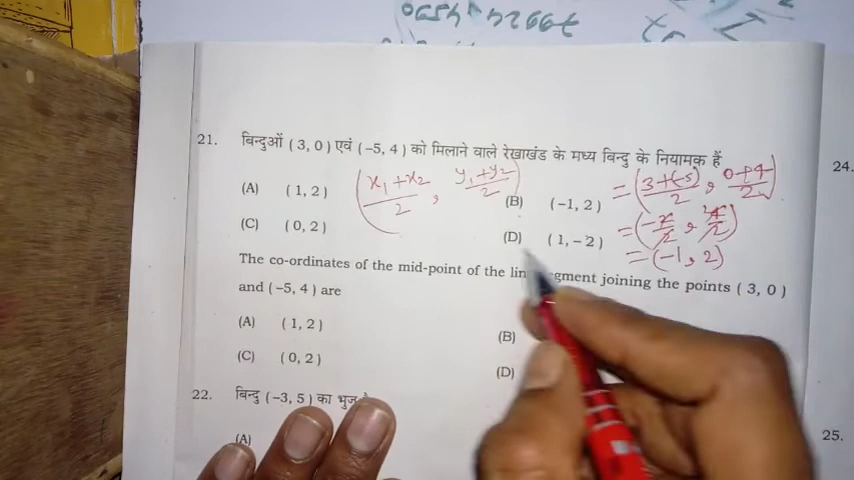 21. बिन्दुओं ( 3, 0 ) एवं ( −5, 4 ) को मिलाने वाले रेखाखंड के मध्य बिन्दु के नियामक हैं
(A) ( 1, 2 )
(B) ( −1, 2 )
(C) ( 0, 2 )
(D) ( 1, − 2 )
(x₁ + x₂ / 2 , y₁ + y₂ / 2)
= (3 + (−5) / 2 , 0 + 4 / 2)
= (−2 / 2 , 4 / 2)
= (−1, 2)
The co-ordinates of the mid-point of the line segment joining the points ( 3, 0 )
and ( −5, 4 ) are
(A) ( 1, 2 )
(B)
(C) ( 0, 2 )
(D)
22. बिन्दु ( −3, 5 ) का भुज
(A)
24.
25.